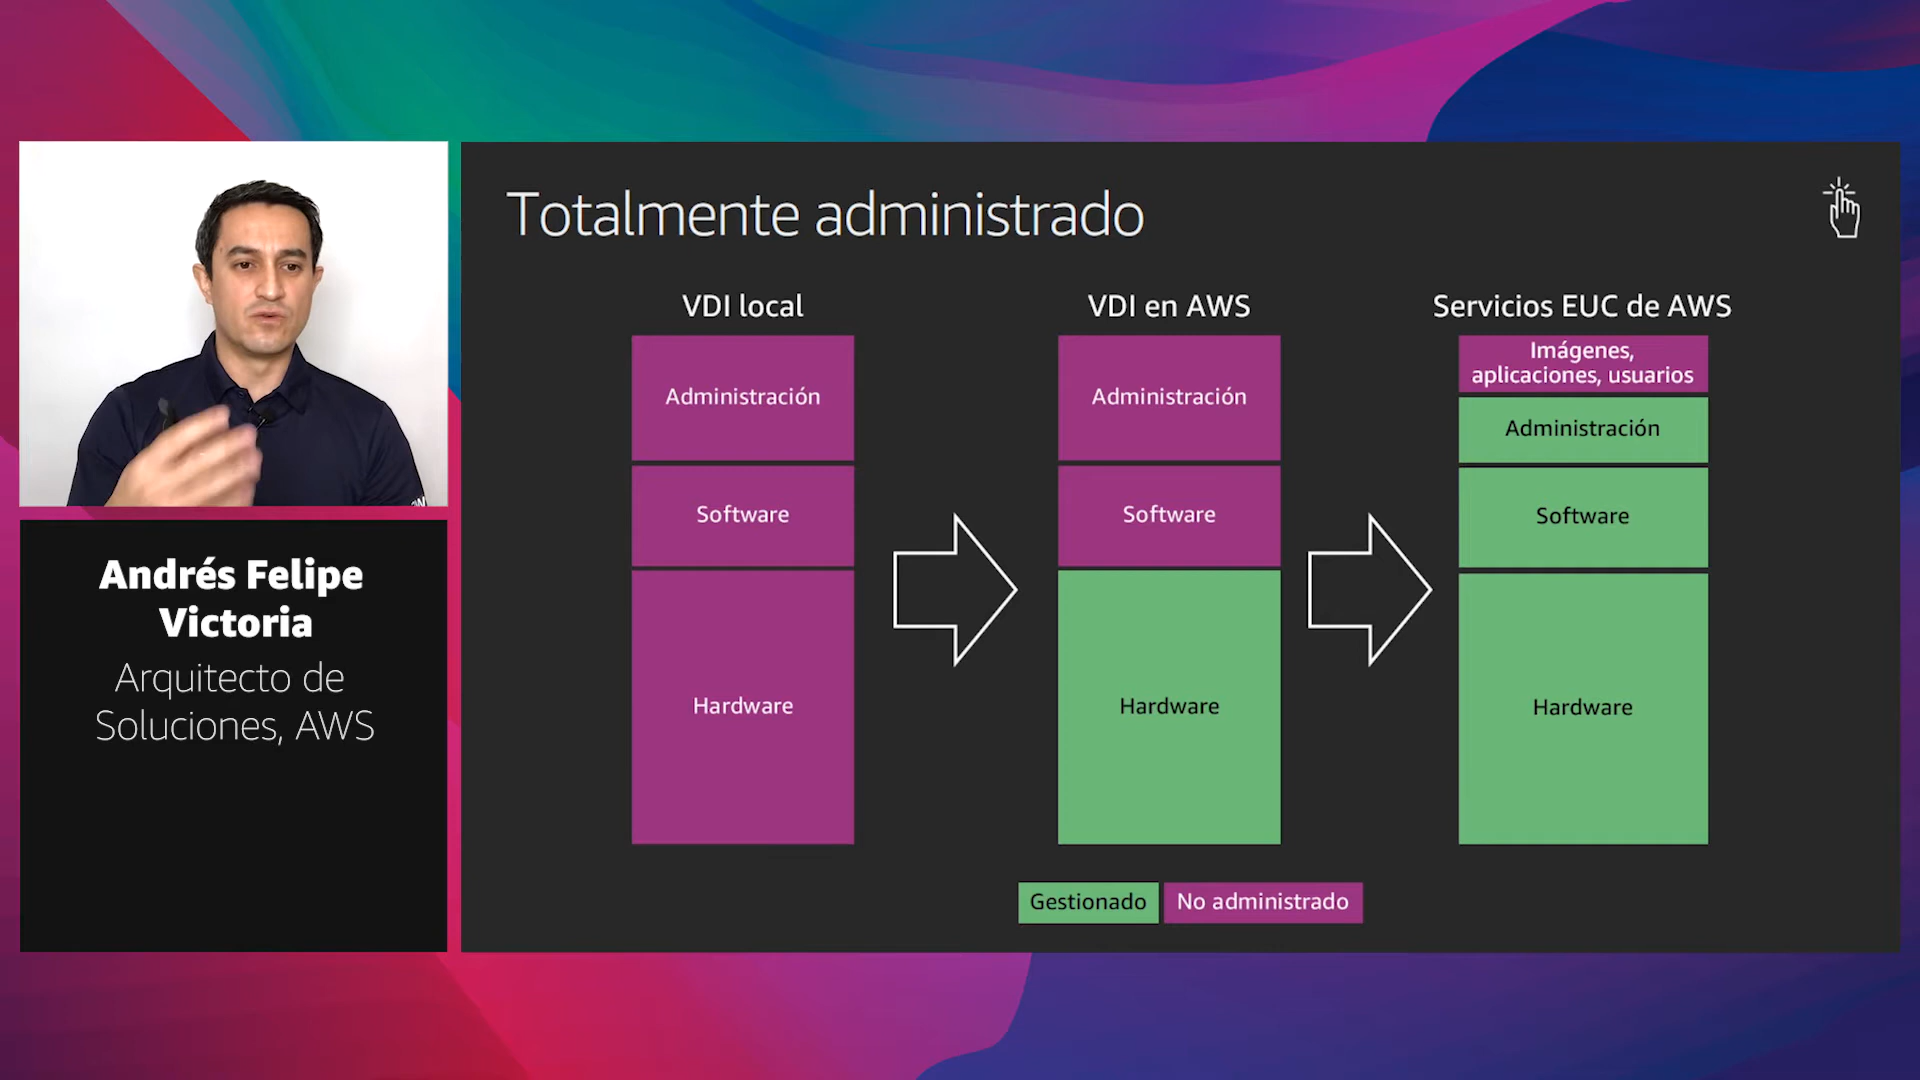 Totalmente administrado
VDI local
Administración
Software
Hardware
VDI en AWS
Administración
Software
Hardware
Servicios EUC de AWS
Imágenes,
aplicaciones, usuarios
Administración
Software
Hardware
Gestionado
No administrado
Andrés Felipe
Victoria
Arquitecto de
Soluciones, AWS